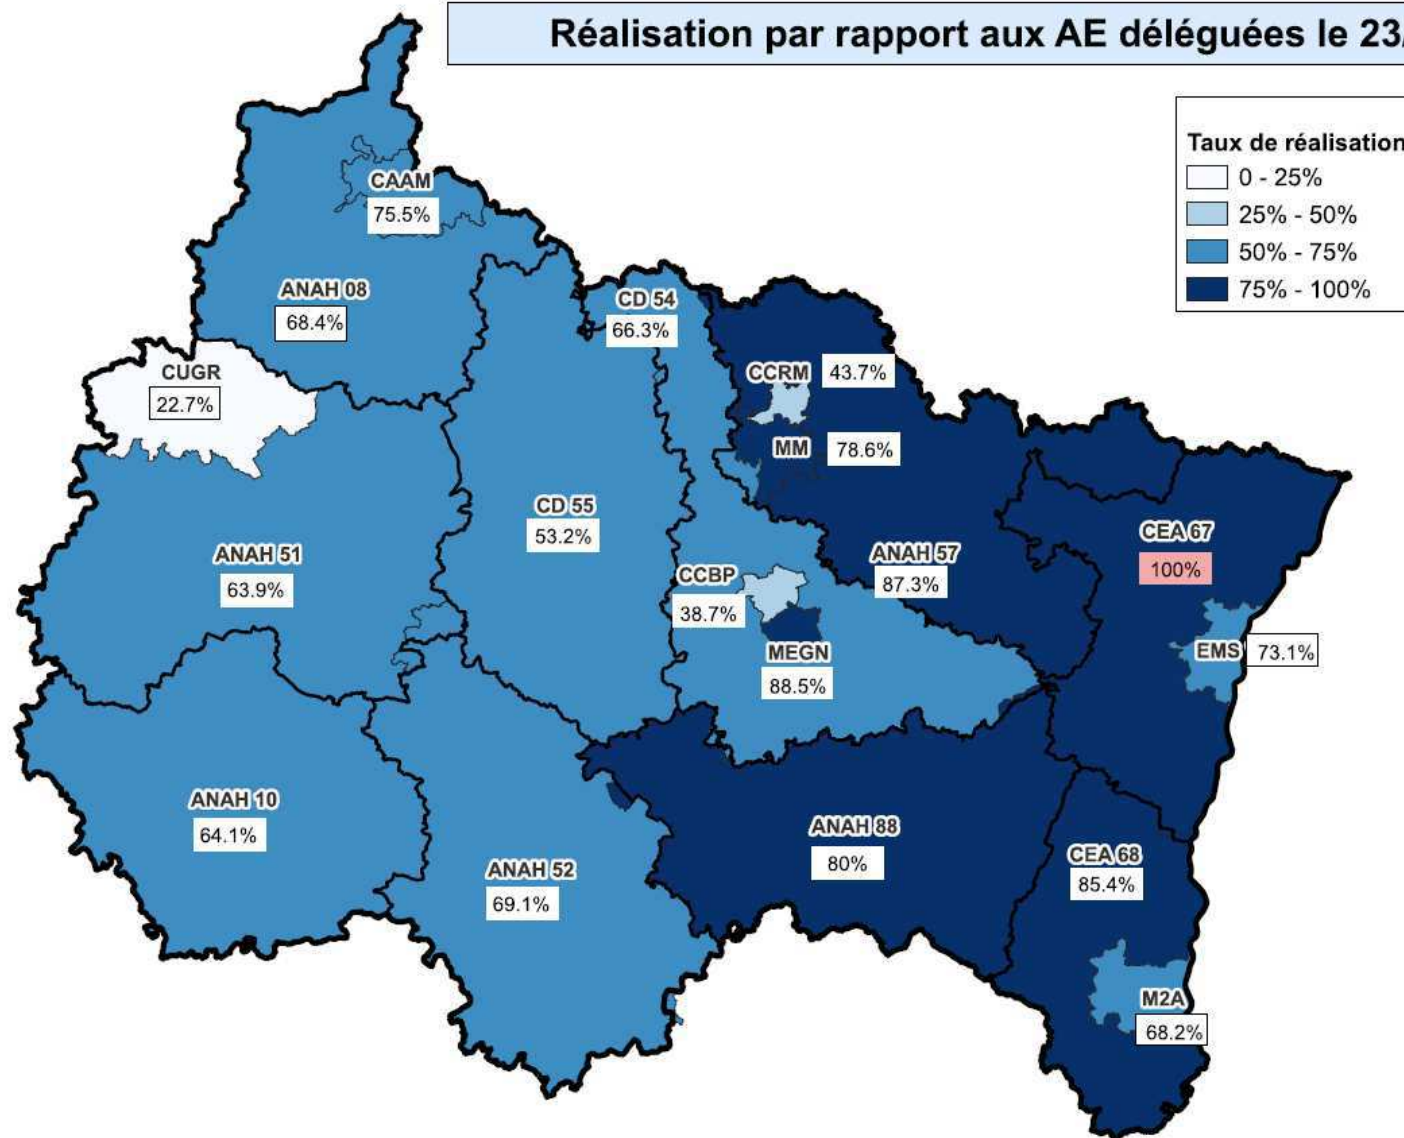 Réalisation par rapport aux AE déléguées le 23/
Taux de réalisation
0 - 25%
25% - 50%
50% - 75%
75% - 100%
CAAM
75.5%
ANAH 08
68.4%
CD 54
66.3%
CUGR
22.7%
CCRM
43.7%
MM
78.6%
CD 55
53.2%
ANAH 51
63.9%
ANAH 57
87.3%
CEA 67
100%
CCBP
38.7%
MEGN
88.5%
EMS
73.1%
ANAH 10
64.1%
ANAH 52
69.1%
ANAH 88
80%
CEA 68
85.4%
M2A
68.2%